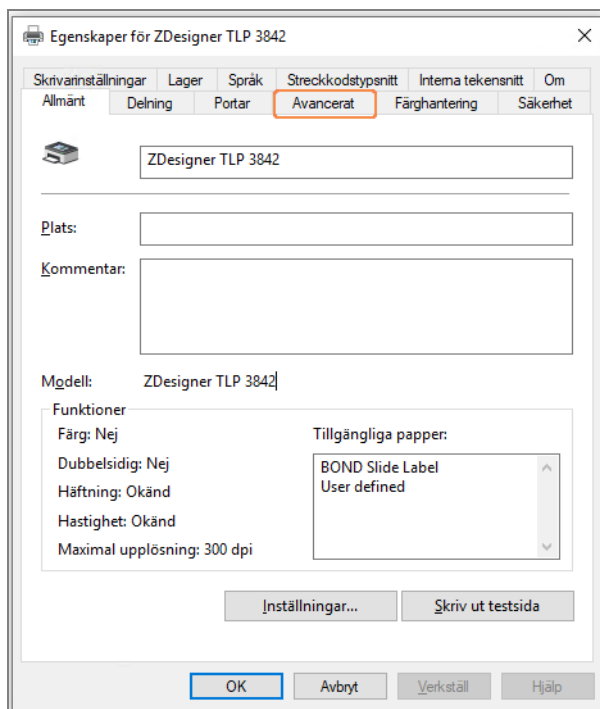 Egenskaper för ZDesigner TLP 3842
Skrivarinställningar Lager Språk Streckkodstypsnitt Interna tekensnitt Om
Allmänt Delning Portar Avancerat Färghantering Säkerhet
ZDesigner TLP 3842
Plats:
Kommentar:
Modell: ZDesigner TLP 3842
Funktioner
Färg: Nej
Dubbelsidig: Nej
Häftning: Okänd
Hastighet: Okänd
Maximal upplösning: 300 dpi
Tillgängliga papper:
BOND Slide Label
User defined
Inställningar... Skriv ut testsida
OK Avbryt Verkställ Hjälp